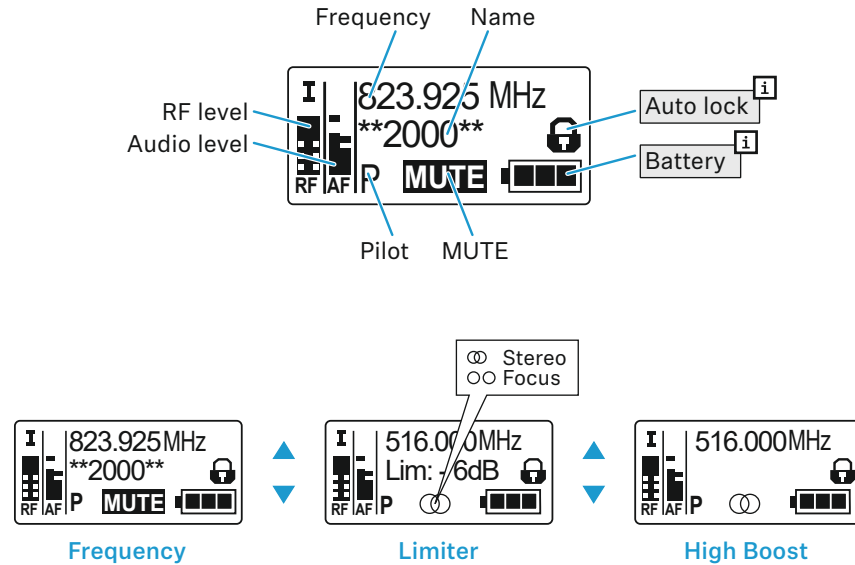 Frequency Name
I 823.925 MHz
RF level
**2000**
Auto lock i
Audio level
Battery i
RF AF P MUTE
Pilot MUTE
Stereo
Focus
I 823.925MHz
**2000**
RF AF P MUTE
I 516.000MHz
Lim: - 6dB
RF AF P
I 516.000MHz
RF AF P
Frequency
Limiter
High Boost